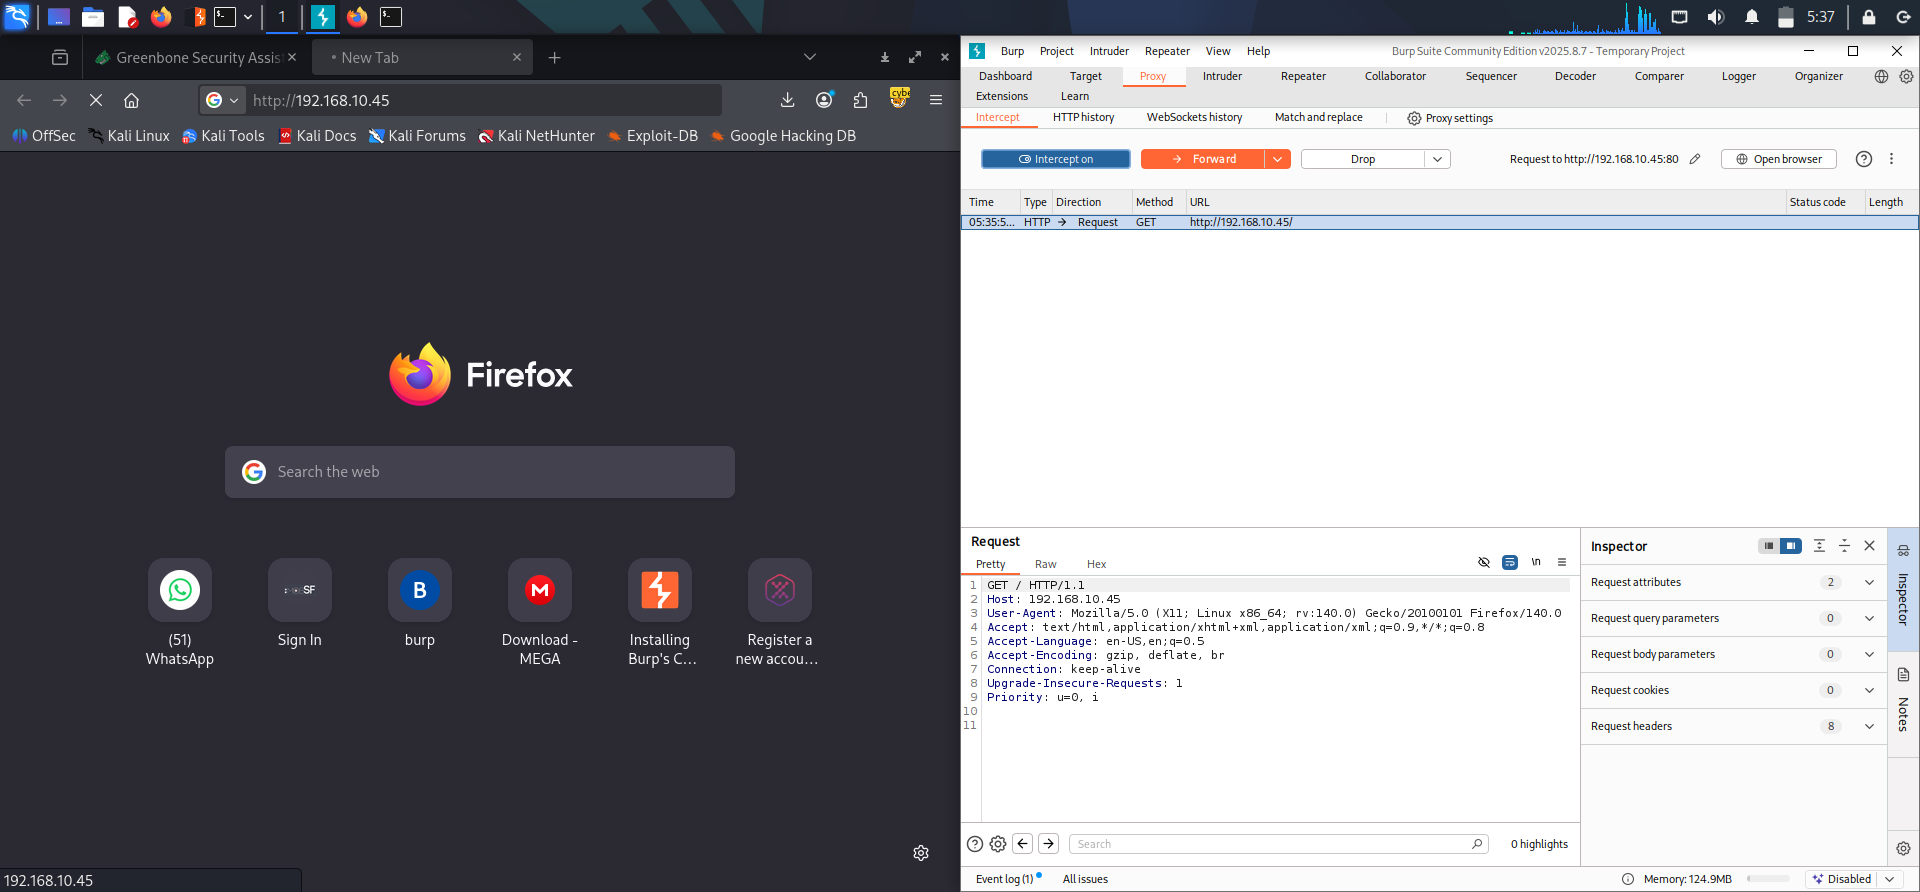 1
5:37
Greenbone Security Assis
New Tab
http://192.168.10.45
OffSec
Kali Linux
Kali Tools
Kali Docs
Kali Forums
Kali NetHunter
Exploit-DB
Google Hacking DB
Firefox
Search the web
(51) WhatsApp
Sign In
burp
Download - MEGA
Installing Burp's C...
Register a new accou...
192.168.10.45
Burp Project Intruder Repeater View Help
Burp Suite Community Edition v2025.8.7 - Temporary Project
Dashboard Target Proxy Intruder Repeater Collaborator Sequencer Decoder Comparer Logger Organizer
Extensions Learn
Intercept HTTP history WebSockets history Match and replace Proxy settings
Intercept on Forward Drop Request to http://192.168.10.45:80 Open browser
Time Type Direction Method URL Status code Length
05:35:5... HTTP → Request GET http://192.168.10.45/
Request
Pretty Raw Hex
\n
1 GET / HTTP/1.1
2 Host: 192.168.10.45
3 User-Agent: Mozilla/5.0 (X11; Linux x86_64; rv:140.0) Gecko/20100101 Firefox/140.0
4 Accept: text/html,application/xhtml+xml,application/xml;q=0.9,*/*;q=0.8
5 Accept-Language: en-US,en;q=0.5
6 Accept-Encoding: gzip, deflate, br
7 Connection: keep-alive
8 Upgrade-Insecure-Requests: 1
9 Priority: u=0, i
10
11
Search
0 highlights
Inspector
Request attributes 2
Request query parameters 0
Request body parameters 0
Request cookies 0
Request headers 8
Inspector
Notes
Event log (1) All issues
Memory: 124.9MB
Disabled